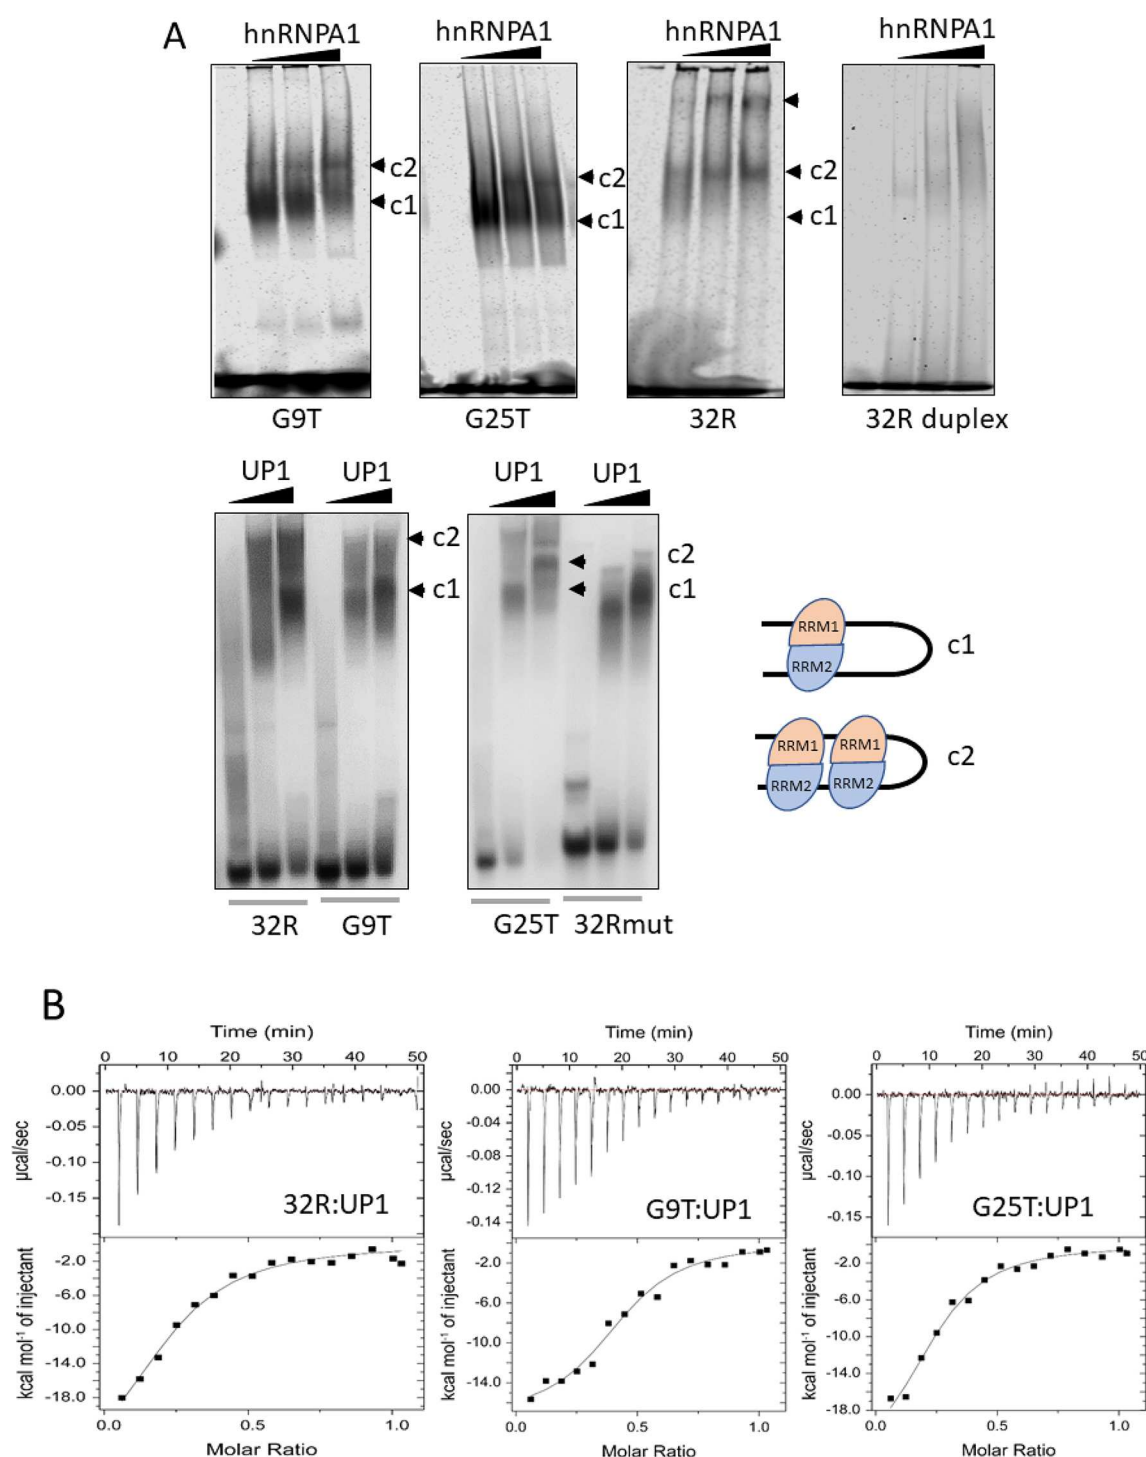 A
hnRNPA1 hnRNPA1 hnRNPA1 hnRNPA1
c2 c2 c2
c1 c1 c1
G9T G25T 32R 32R duplex
UP1 UP1 UP1 UP1
c2 c2
c1 c1
RRM1
RRM2
c1
RRM1 RRM1
RRM2 RRM2
c2
32R G9T G25T 32Rmut
B
Time (min) Time (min) Time (min)
0 10 20 30 40 50 0 10 20 30 40 50 0 10 20 30 40 50
0.00
-0.05
-0.10
-0.15
µcal/sec
32R:UP1
-2.0
-6.0
-10.0
-14.0
-18.0
kcal mol⁻¹ of injectant
0.0 0.5 1.0
Molar Ratio
0.00
-0.04
-0.08
-0.12
-0.14
µcal/sec
G9T:UP1
-2.0
-6.0
-10.0
-14.0
kcal mol⁻¹ of injectant
0.0 0.5 1.0
Molar Ratio
0.00
-0.05
-0.10
-0.15
µcal/sec
G25T:UP1
-2.0
-6.0
-10.0
-14.0
-18.0
kcal mol⁻¹ of injectant
0.0 0.5 1.0
Molar Ratio